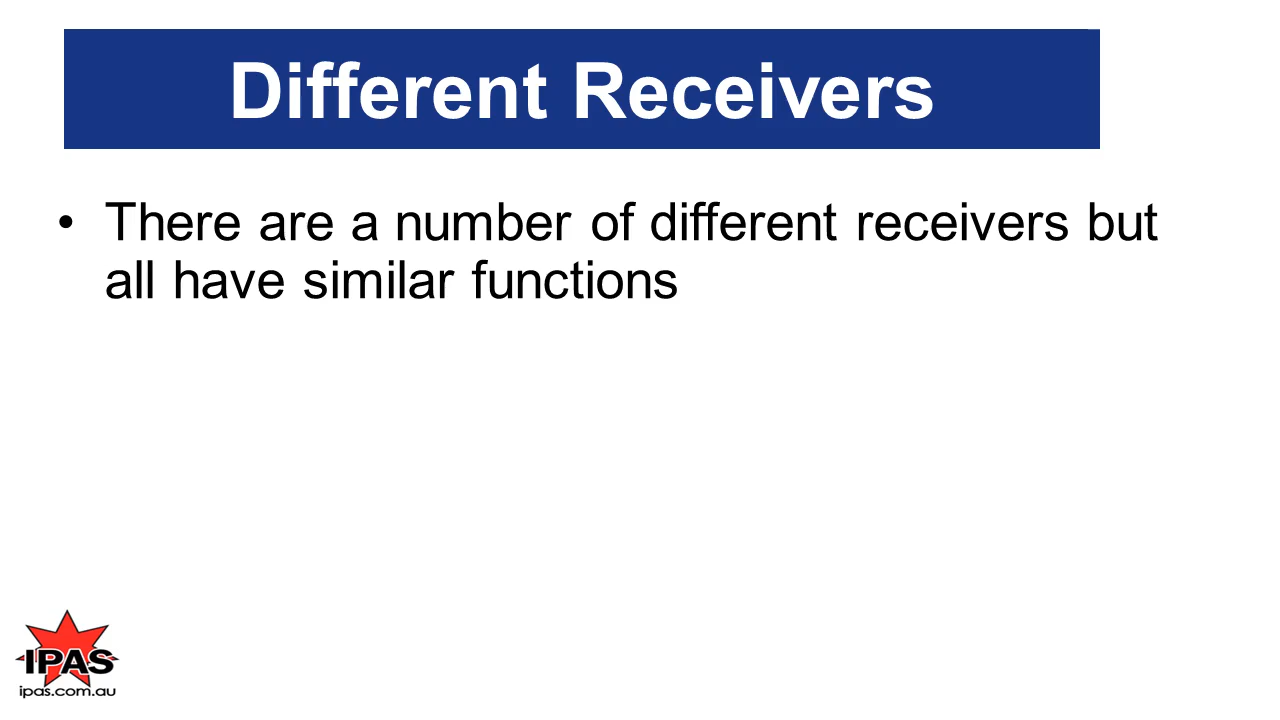 Different Receivers
• There are a number of different receivers but
all have similar functions
IPAS
ipas.com.au